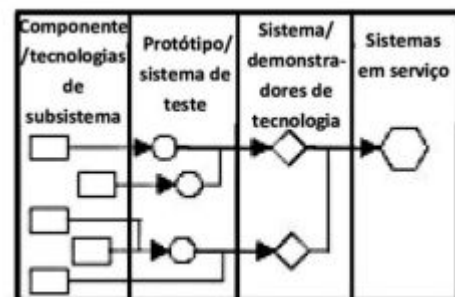 Componente
/tecnologias
de
subsistema
Protótipo/
sistema de
teste
Sistema/
demonstra-
dores de
tecnologia
Sistemas
em serviço